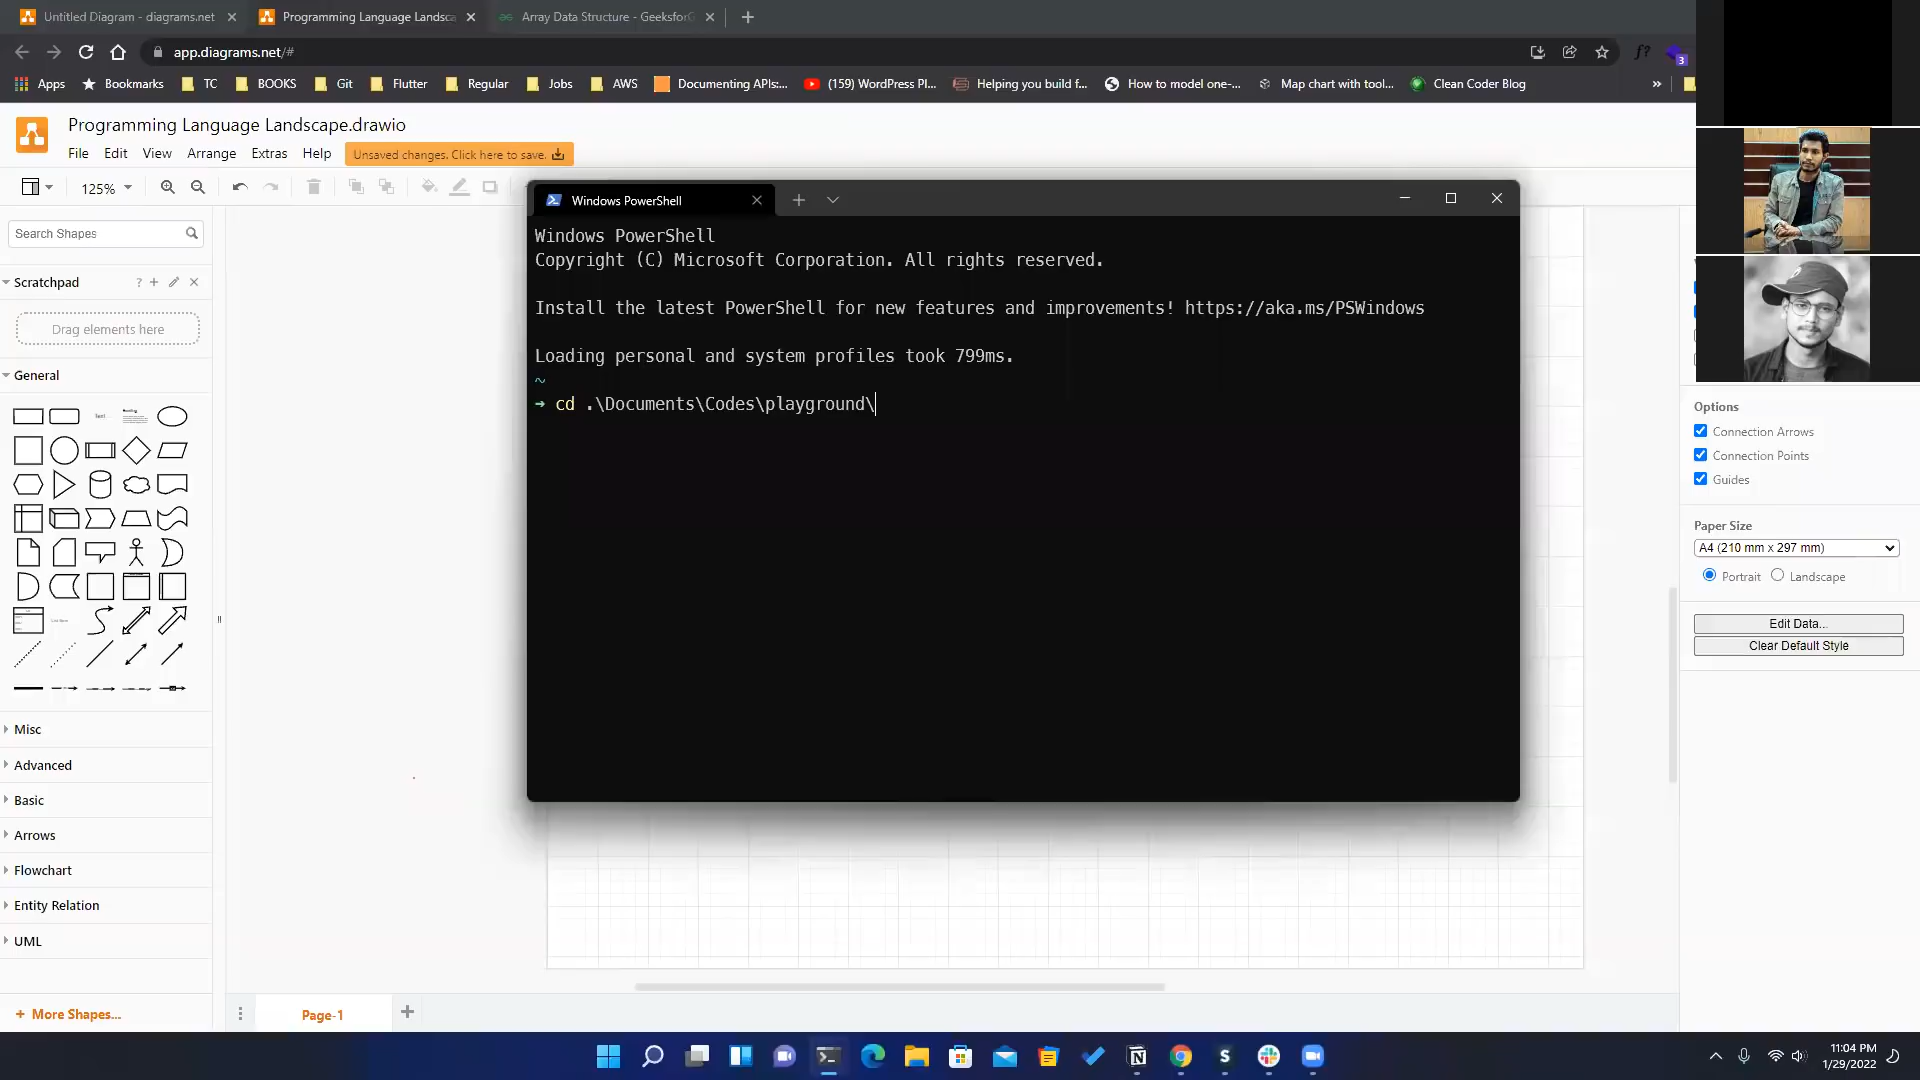 Untitled Diagram - diagrams.net
Programming Language Landsca
Array Data Structure - GeeksforG
app.diagrams.net/#
Apps
Bookmarks
TC
BOOKS
Git
Flutter
Regular
Jobs
AWS
Documenting APIs:...
(159) WordPress Pl...
Helping you build f...
How to model one-...
Map chart with tool...
Clean Coder Blog
»
f?
3
Programming Language Landscape.drawio
File Edit View Arrange Extras Help
Unsaved changes. Click here to save.
125%
Search Shapes
Scratchpad
?
Drag elements here
General
Text
Heading
Misc
Advanced
Basic
Arrows
Flowchart
Entity Relation
UML
+ More Shapes...
Windows PowerShell
Windows PowerShell
Copyright (C) Microsoft Corporation. All rights reserved.
Install the latest PowerShell for new features and improvements! https://aka.ms/PSWindows
Loading personal and system profiles took 799ms.
~
→ cd .\Documents\Codes\playground\
Options
Connection Arrows
Connection Points
Guides
Paper Size
A4 (210 mm x 297 mm)
Portrait
Landscape
Edit Data...
Clear Default Style
Page-1
11:04 PM
1/29/2022